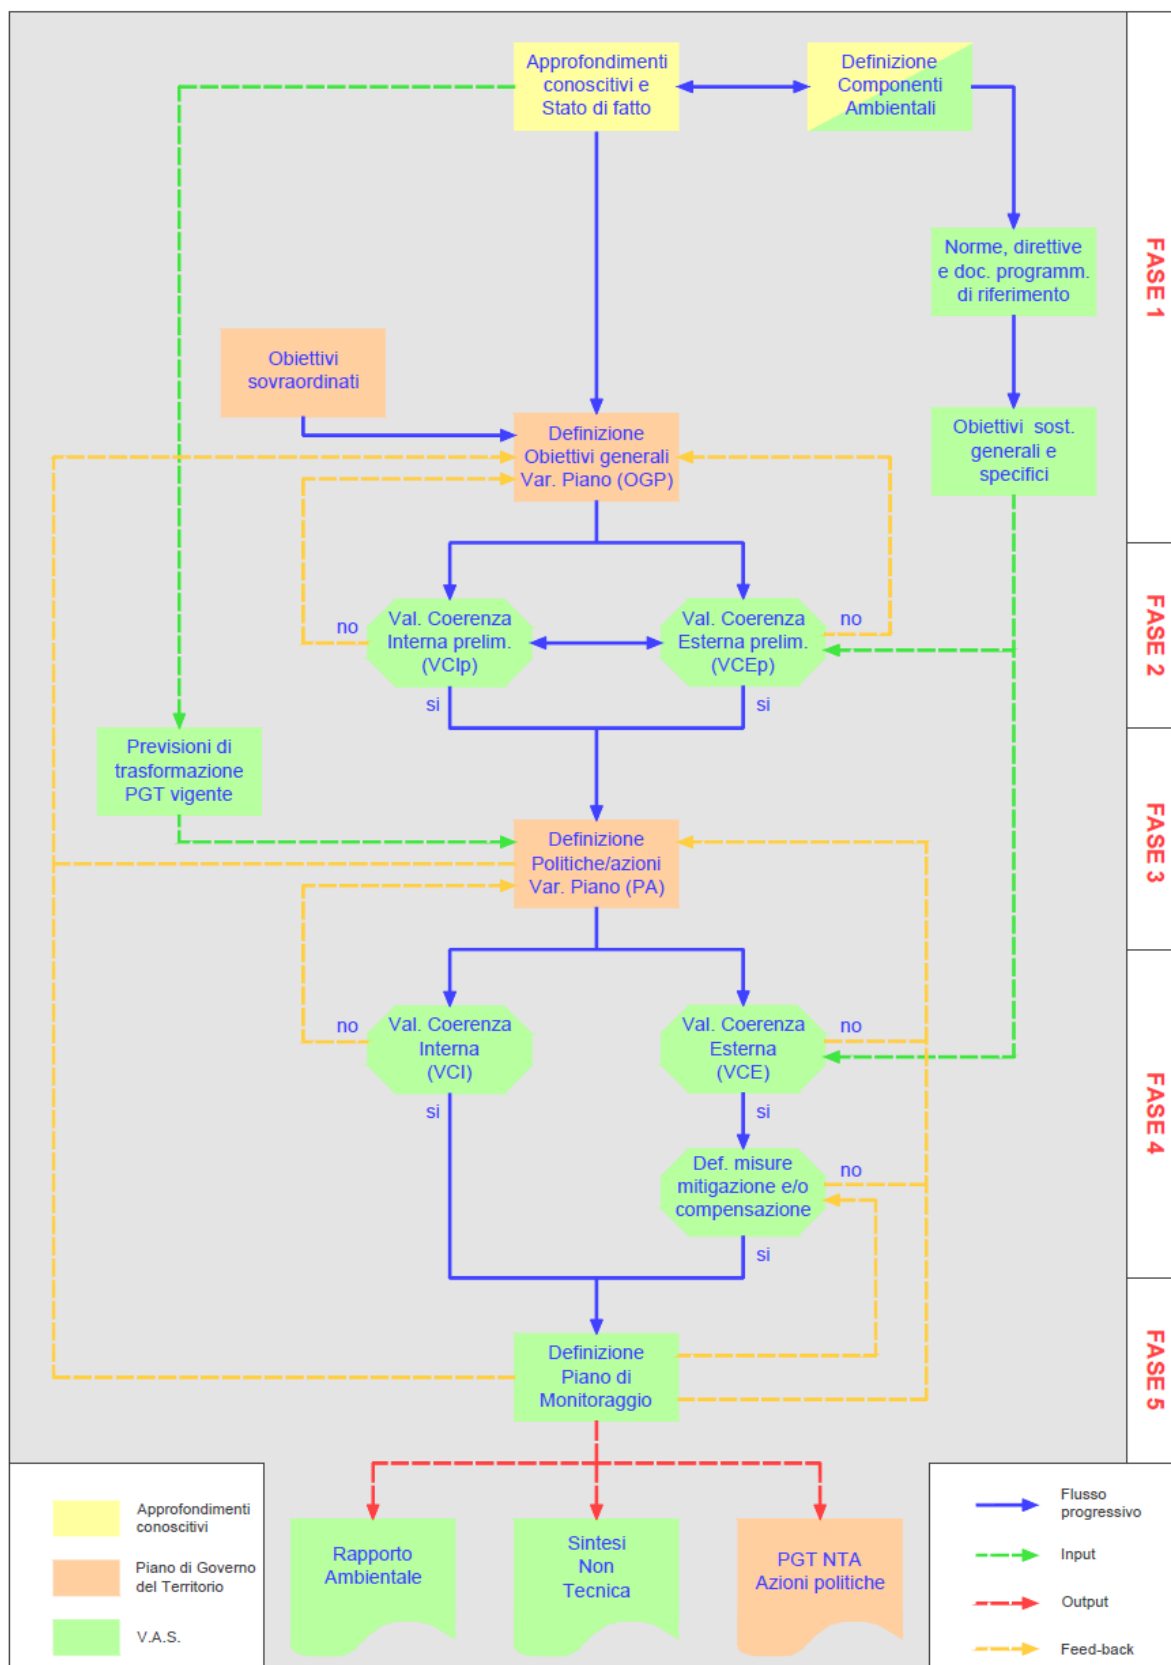 Approfondimenti
conoscitivi e
Stato di fatto
Definizione
Componenti
Ambientali
Norme, direttive
e doc. programm.
di riferimento
FASE 1
Obiettivi
sovraordinati
Definizione
Obiettivi generali
Var. Piano (OGP)
Obiettivi sost.
generali e
specifici
no
Val. Coerenza
Interna prelim.
(VCIp)
Val. Coerenza
Esterna prelim.
(VCEp)
no
si
si
FASE 2
Previsioni di
trasformazione
PGT vigente
Definizione
Politiche/azioni
Var. Piano (PA)
FASE 3
no
Val. Coerenza
Interna
(VCI)
Val. Coerenza
Esterna
(VCE)
no
si
si
Def. misure
mitigazione e/o
compensazione
no
si
FASE 4
Definizione
Piano di
Monitoraggio
FASE 5
Rapporto
Ambientale
Sintesi
Non
Tecnica
PGT NTA
Azioni politiche
Approfondimenti
conoscitivi
Piano di Governo
del Territorio
V.A.S.
Flusso
progressivo
Input
Output
Feed-back